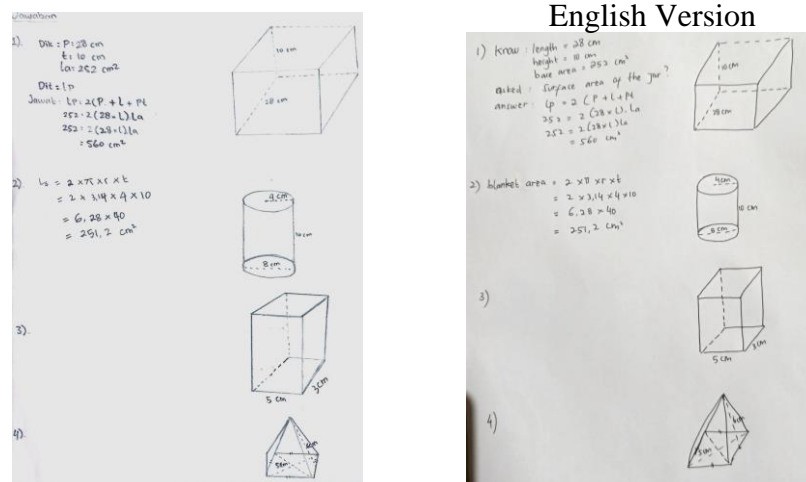 English Version
Jawaban
1). Dik : P : 28 cm
t : 10 cm
La = 252 cm²
Dit : Lp
Jawab : Lp = 2 (P + L + Pt
252 = 2 (28 × L) La
252 = 2 (28 × L) La
= 560 cm²
10 cm
28 cm
2). Ls = 2 × π × r × t
= 2 × 3,14 × 4 × 10
= 6,28 × 40
= 251,2 cm²
4 cm
10 cm
8 cm
3).
5 cm
3 cm
4).
5cm
1) Know : length = 28 cm
height = 10 cm
base area = 252 cm²
asked : surface area of the jar ?
answer : Lp = 2 ( P + L + Pt
252 = 2 (28 × L). La
252 = 2 (28 × L) La
= 560 cm²
10 cm
28 cm
2) blanket area = 2 × π × r × t
= 2 × 3,14 × 4 × 10
= 6,28 × 40
= 251,2 cm²
4cm
10 cm
8 cm
3)
5 cm
3 cm
4)
5 cm